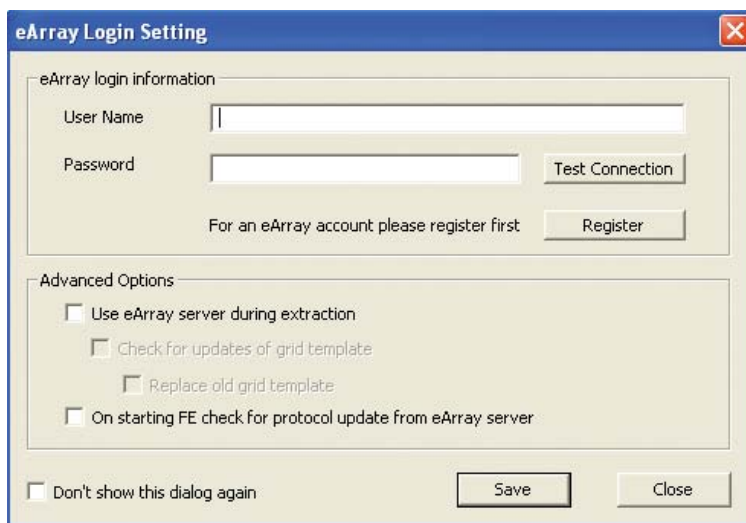 eArray Login Setting
eArray login information
User Name
Password
Test Connection
For an eArray account please register first
Register
Advanced Options
Use eArray server during extraction
Check for updates of grid template
Replace old grid template
On starting FE check for protocol update from eArray server
Don't show this dialog again
Save
Close